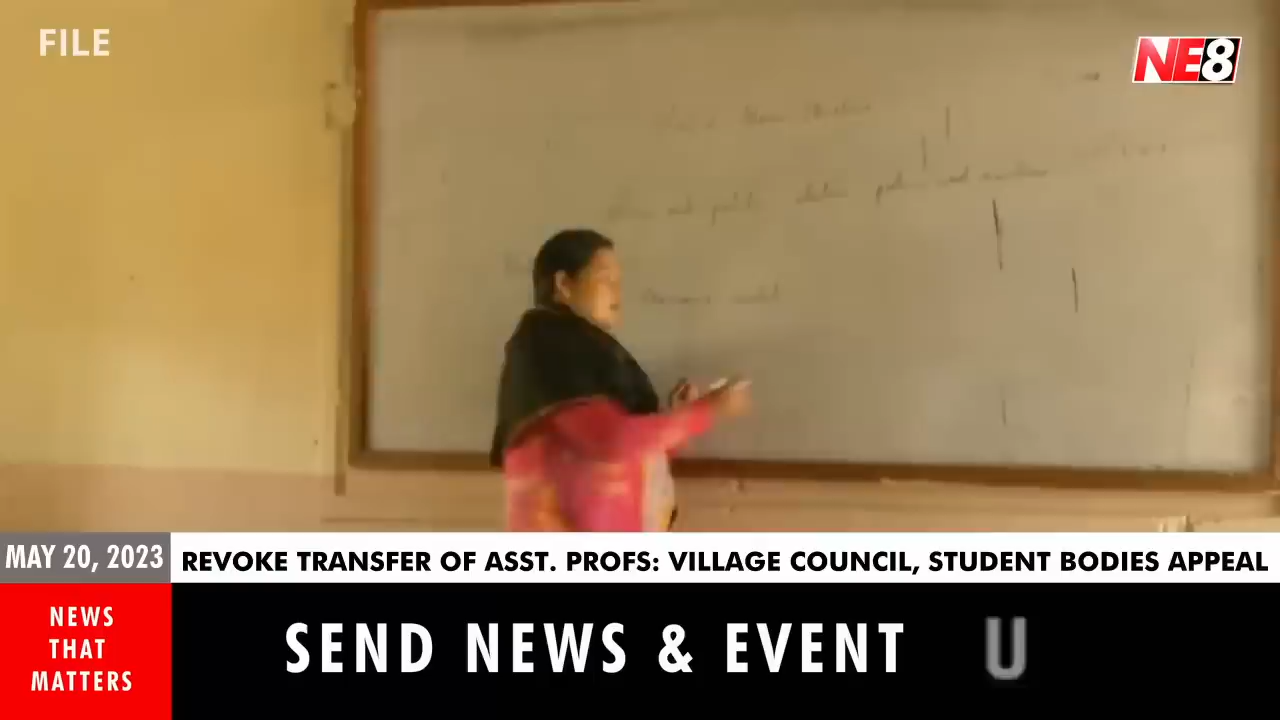 FILE
NE8
MAY 20, 2023
REVOKE TRANSFER OF ASST. PROFS: VILLAGE COUNCIL, STUDENT BODIES APPEAL
NEWS
THAT
MATTERS
SEND NEWS & EVENT U